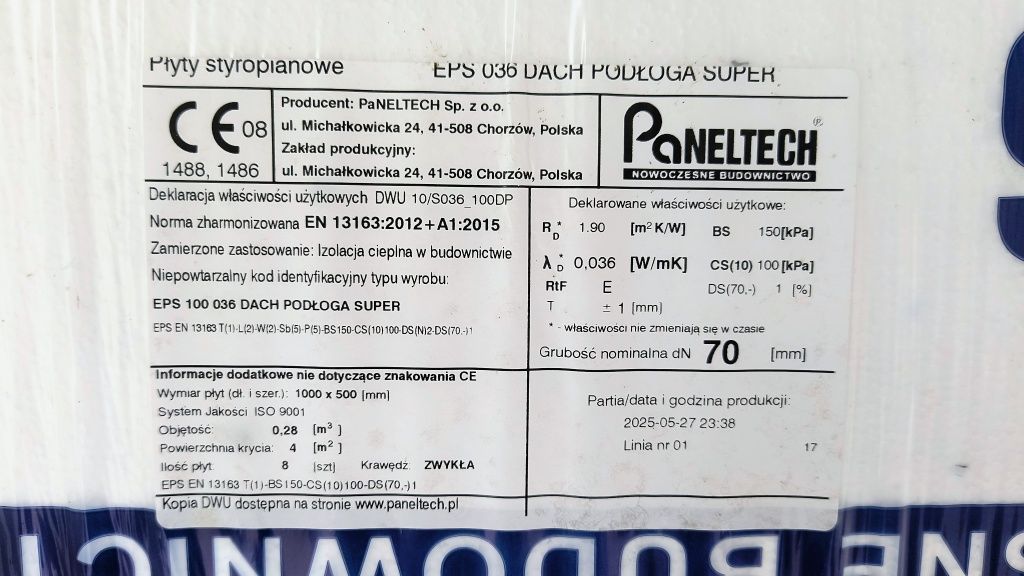 Płyty styropianowe EPS 036 DACH PODŁOGA SUPER
CE 08
1488, 1486
Producent: PaNELTECH Sp. z o.o.
ul. Michałkowicka 24, 41-508 Chorzów, Polska
Zakład produkcyjny:
ul. Michałkowicka 24, 41-508 Chorzów, Polska
PaNELTECH ®
NOWOCZESNE BUDOWNICTWO
Deklaracja właściwości użytkowych DWU 10/S036_100DP
Norma zharmonizowana EN 13163:2012+A1:2015
Zamierzone zastosowanie: Izolacja cieplna w budownictwie
Niepowtarzalny kod identyfikacyjny typu wyrobu:
EPS 100 036 DACH PODŁOGA SUPER
EPS EN 13163 T(1)-L(2)-W(2)-Sb(5)-P(5)-BS150-CS(10)100-DS(N)2-DS(70,-)1
Deklarowane właściwości użytkowe:
R D * 1.90 [m² K/W] BS 150[kPa]
λ D * 0,036 [W/mK] CS(10) 100[kPa]
RtF E DS(70,-) 1 [%]
T ± 1 [mm]
* - właściwości nie zmieniają się w czasie
Grubość nominalna dN 70 [mm]
Informacje dodatkowe nie dotyczące znakowania CE
Wymiar płyt (dł. i szer.): 1000 x 500 [mm]
System Jakości ISO 9001
Objętość: 0,28 [m³ ]
Powierzchnia krycia: 4 [m² ]
Ilość płyt: 8 [szt] Krawędź: ZWYKŁA
EPS EN 13163 T(1)-BS150-CS(10)100-DS(70,-)1
Kopia DWU dostępna na stronie www.paneltech.pl
Partia/data i godzina produkcji:
2025-05-27 23:38
Linia nr 01 17